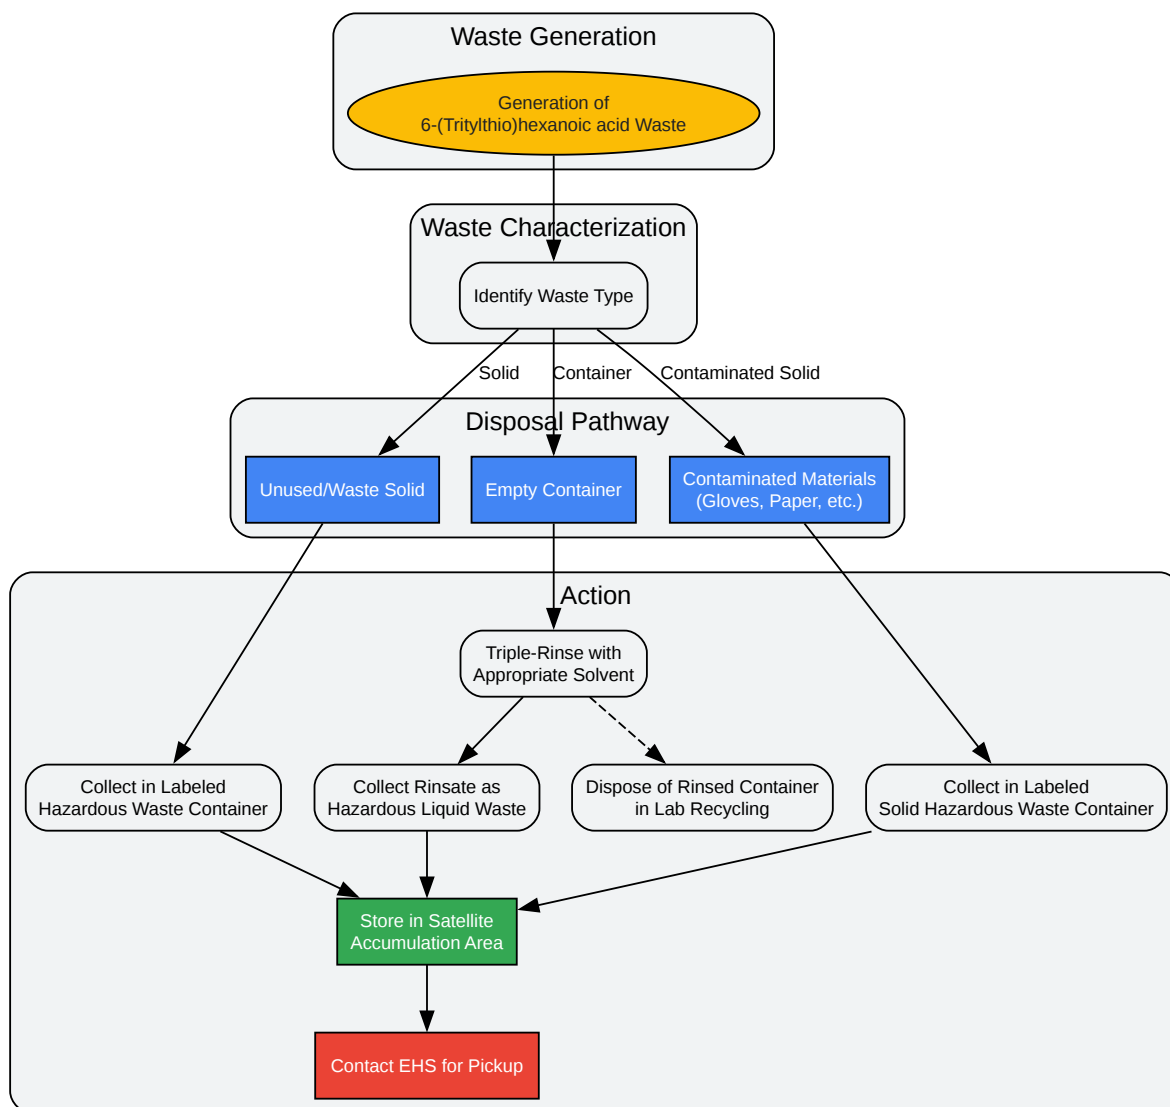 Waste Generation
Generation of
6-(Tritylthio)hexanoic acid Waste
Waste Characterization
Identify Waste Type
Solid
Container
Contaminated Solid
Disposal Pathway
Unused/Waste Solid
Empty Container
Contaminated Materials
(Gloves, Paper, etc.)
Action
Triple-Rinse with
Appropriate Solvent
Collect in Labeled
Hazardous Waste Container
Collect Rinsate as
Hazardous Liquid Waste
Dispose of Rinsed Container
in Lab Recycling
Collect in Labeled
Solid Hazardous Waste Container
Store in Satellite
Accumulation Area
Contact EHS for Pickup